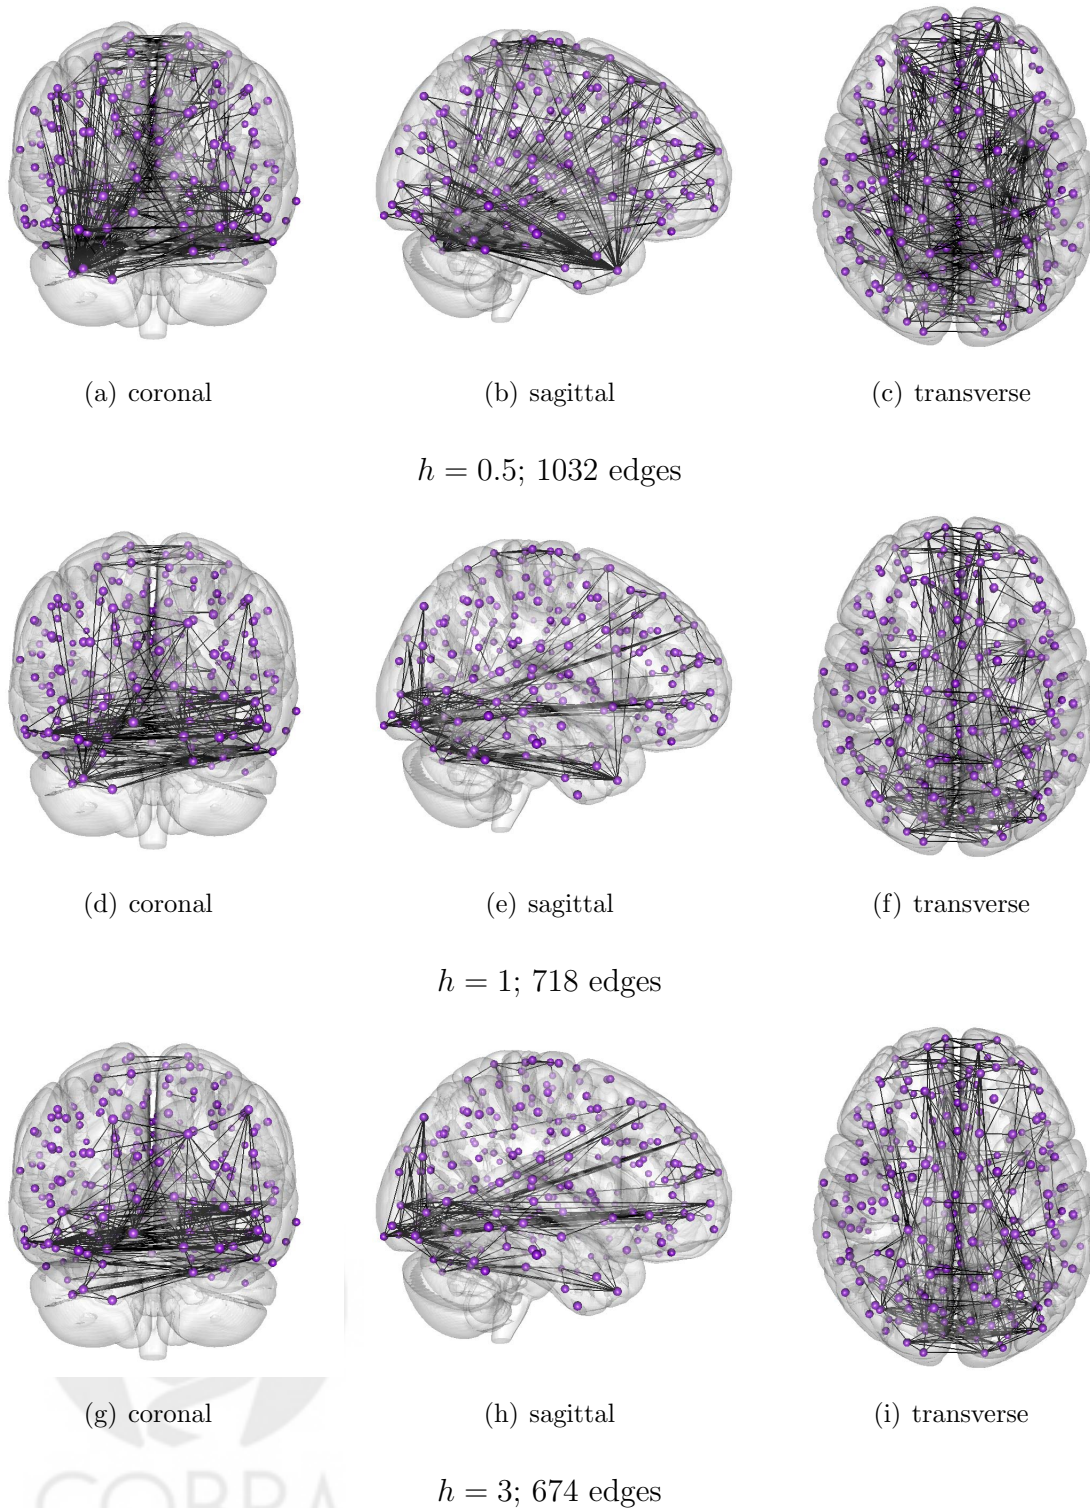 (a) coronal (b) sagittal (c) transverse
h = 0.5; 1032 edges
(d) coronal (e) sagittal (f) transverse
h = 1; 718 edges
(g) coronal (h) sagittal (i) transverse
COBRA
h = 3; 674 edges